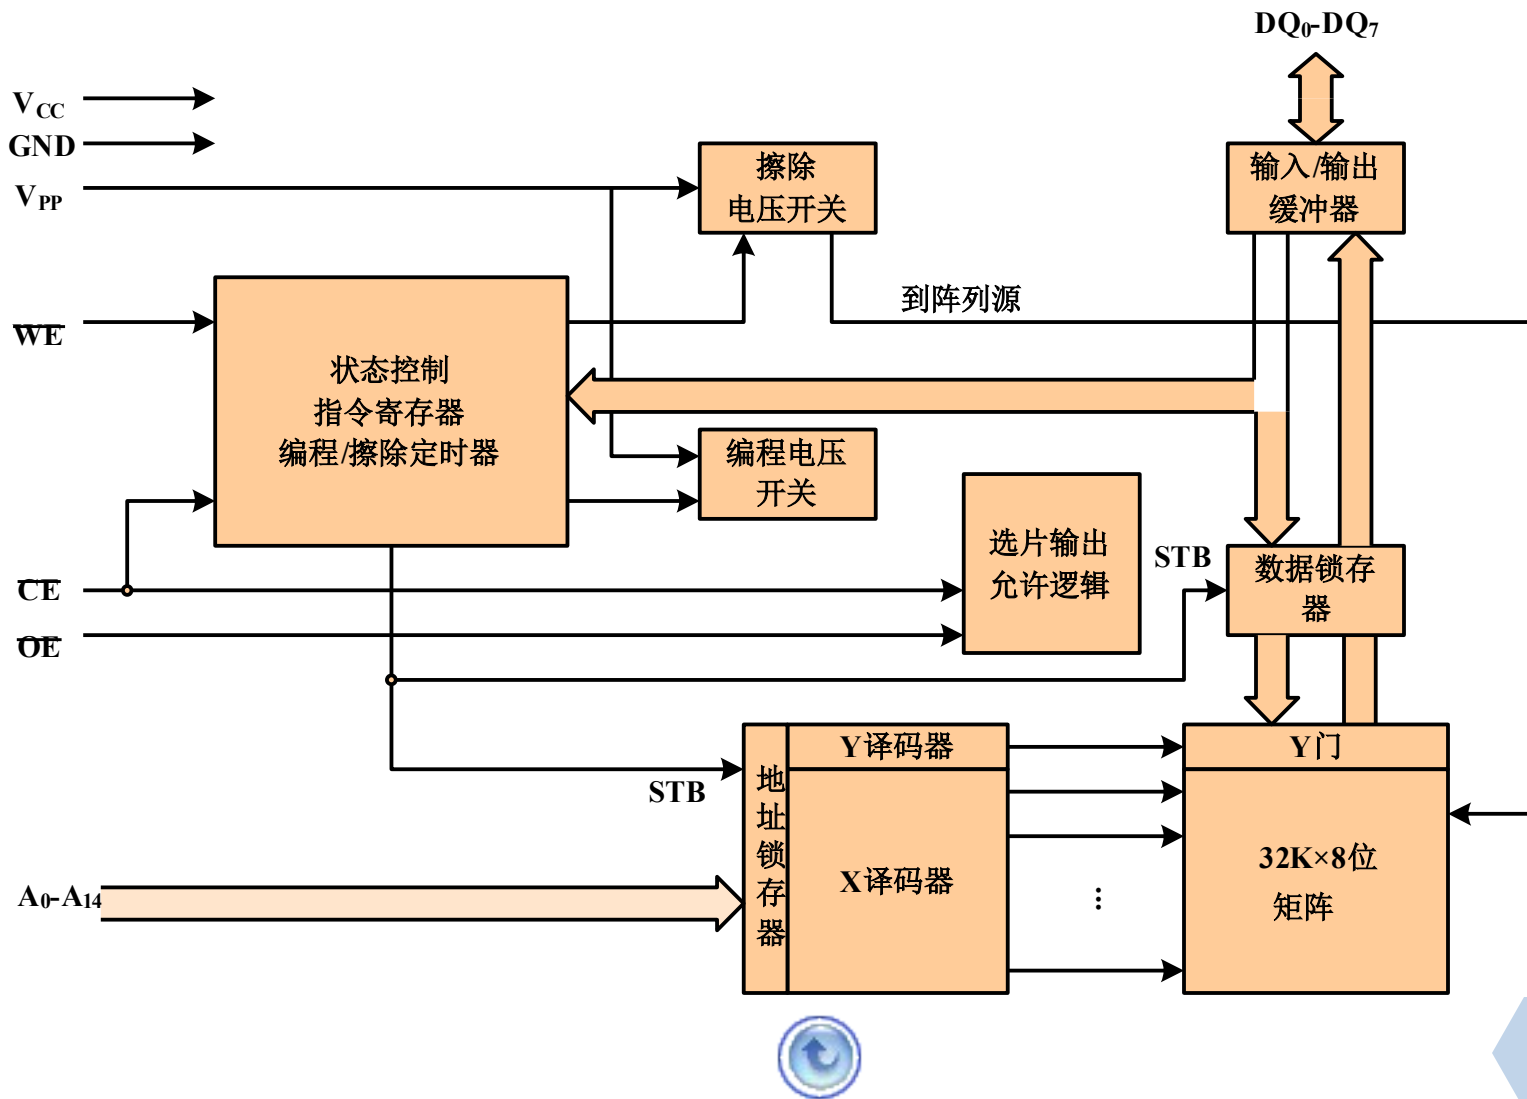 DQ0-DQ7
VCC
GND
VPP
擦除
电压开关
输入/输出
缓冲器
到阵列源
WE
状态控制
指令寄存器
编程/擦除定时器
编程电压
开关
选片输出
允许逻辑
STB
数据锁存
器
CE
OE
Y译码器
Y门
STB
地址锁存器
X译码器
32K×8位
矩阵
A0-A14
...